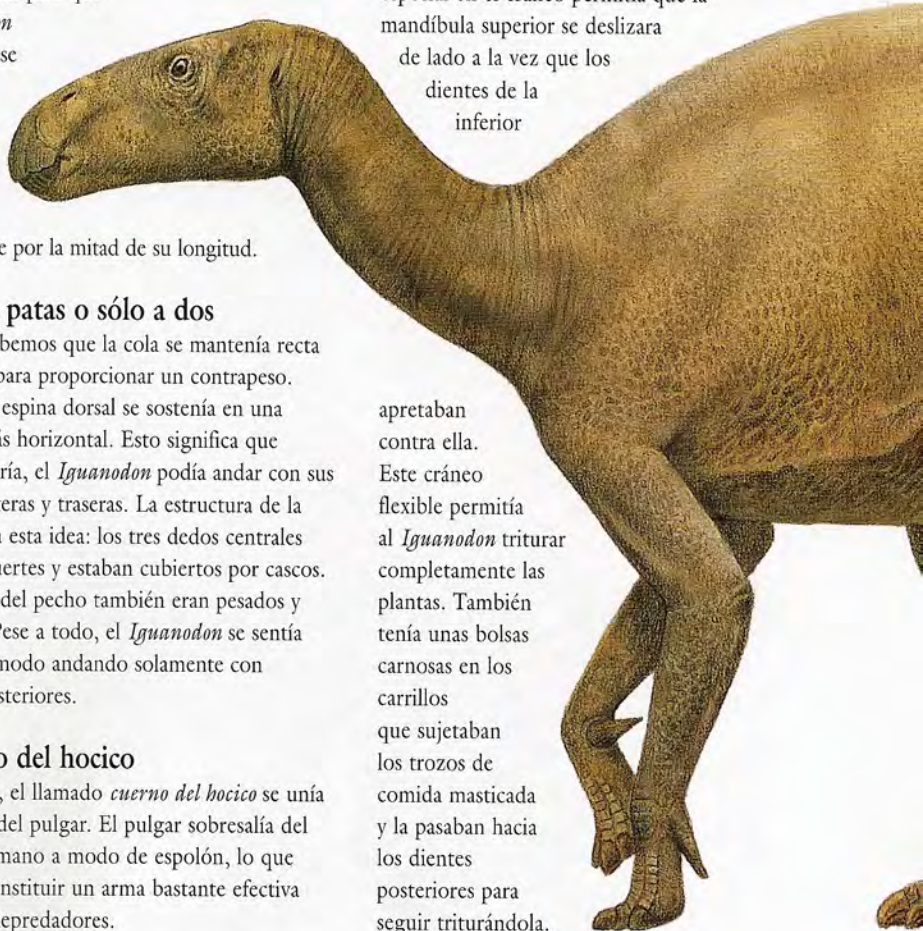 n
se
e por la mitad de su longitud.
patas o sólo a dos
bemos que la cola se mantenía recta
para proporcionar un contrapeso.
espina dorsal se sostenía en una
ás horizontal. Esto significa que
ría, el Iguanodon podía andar con sus
eras y traseras. La estructura de la
esta idea: los tres dedos centrales
ertes y estaban cubiertos por cascos.
del pecho también eran pesados y
Pese a todo, el Iguanodon se sentía
modo andando solamente con
steriores.
o del hocico
, el llamado cuerno del hocico se unía
del pulgar. El pulgar sobresalía del
mano a modo de espolón, lo que
nstituir un arma bastante efectiva
epredadores.
mandíbula superior se deslizara
de lado a la vez que los
dientes de la
inferior
apretaban
contra ella.
Este cráneo
flexible permitía
al Iguanodon triturar
completamente las
plantas. También
tenía unas bolsas
carnosas en los
carrillos
que sujetaban
los trozos de
comida masticada
y la pasaban hacia
los dientes
posteriores para
seguir triturándola.